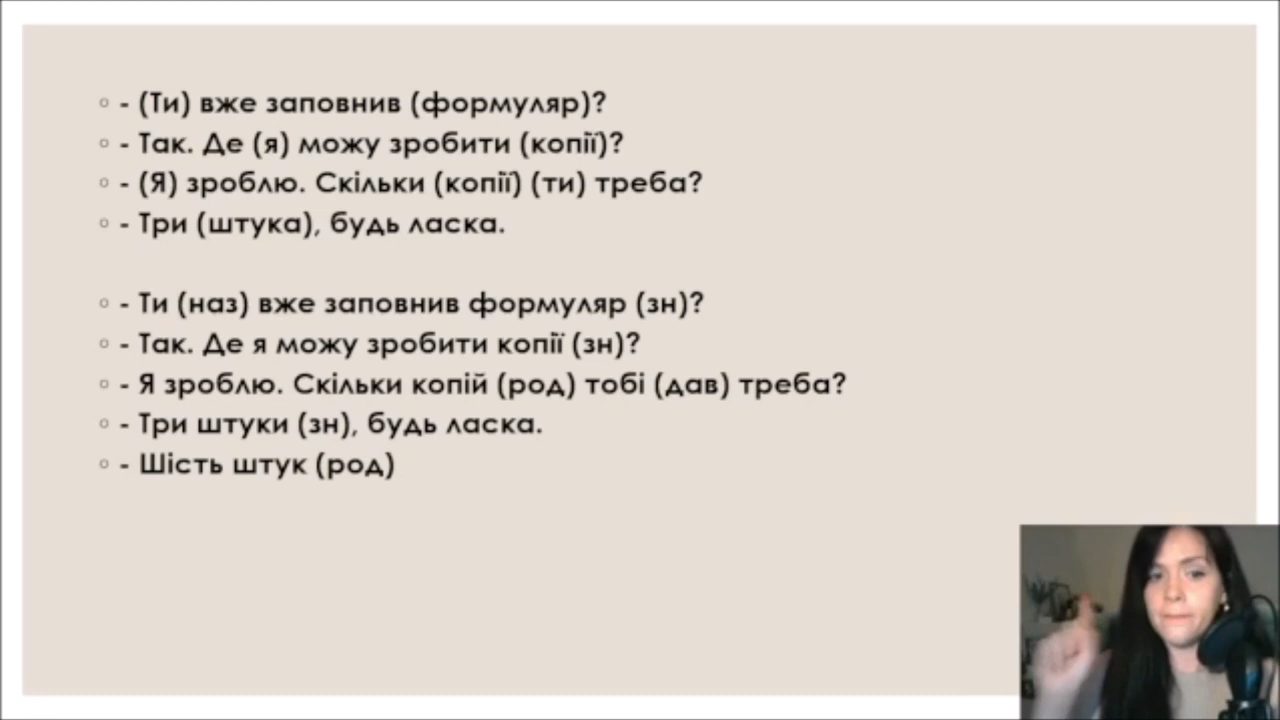 - (Ти) вже заповнив (формуляр)?
- Так. Де (я) можу зробити (копії)?
- (Я) зроблю. Скільки (копії) (ти) треба?
- Три (штука), будь ласка.
- Ти (наз) вже заповнив формуляр (зн)?
- Так. Де я можу зробити копії (зн)?
- Я зроблю. Скільки копій (род) тобі (дав) треба?
- Три штуки (зн), будь ласка.
- Шість штук (род)